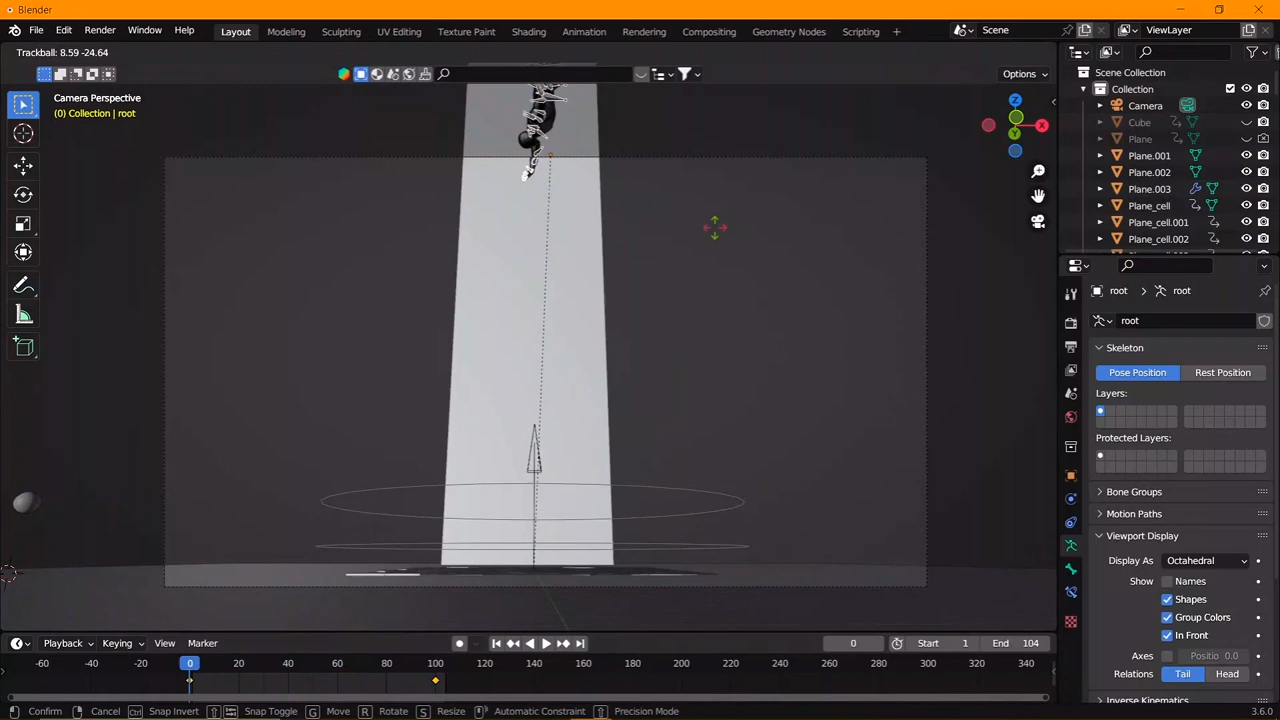 Blender
File Edit Render Window Help Layout Modeling Sculpting UV Editing Texture Paint Shading Animation Rendering Compositing Geometry Nodes Scripting + Scene ViewLayer
Trackball: 8.59 -24.64
Options
Camera Perspective
(0) Collection | root
Z
X
Y
Scene Collection
Collection
Camera
Cube
Plane
Plane.001
Plane.002
Plane.003
Plane_cell
Plane_cell.001
Plane_cell.002
root > root
root
Skeleton
Pose Position Rest Position
Layers:
Protected Layers:
Bone Groups
Motion Paths
Viewport Display
Display As Octahedral
Show Names
Shapes
Group Colors
In Front
Axes Positio 0.0
Relations Tail Head
Inverse Kinematics
Playback Keying View Marker 0 Start 1 End 104
-60 -40 -20 0 20 40 60 80 100 120 140 160 180 200 220 240 260 280 300 320 340
Confirm Cancel Snap Invert Snap Toggle G Move R Rotate S Resize Automatic Constraint Precision Mode 3.6.0